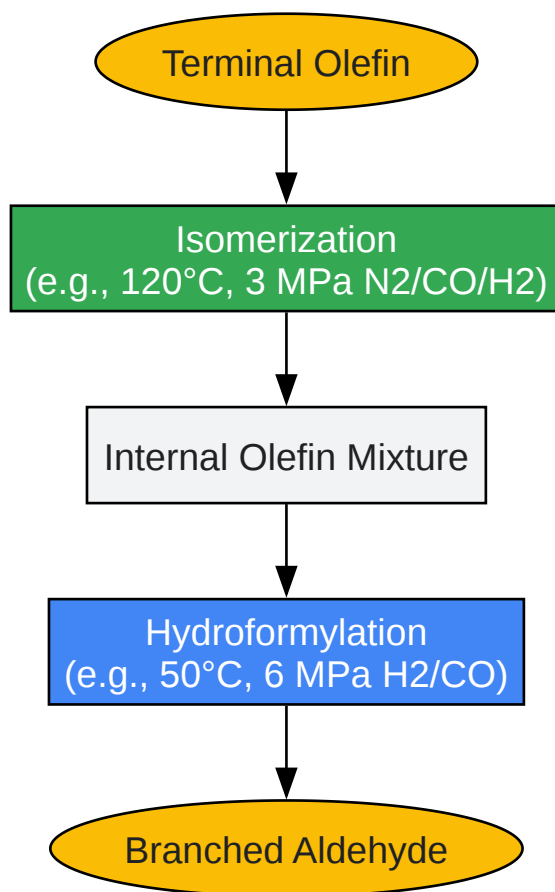 Terminal Olefin
Isomerization
(e.g., 120°C, 3 MPa N2/CO/H2)
Internal Olefin Mixture
Hydroformylation
(e.g., 50°C, 6 MPa H2/CO)
Branched Aldehyde